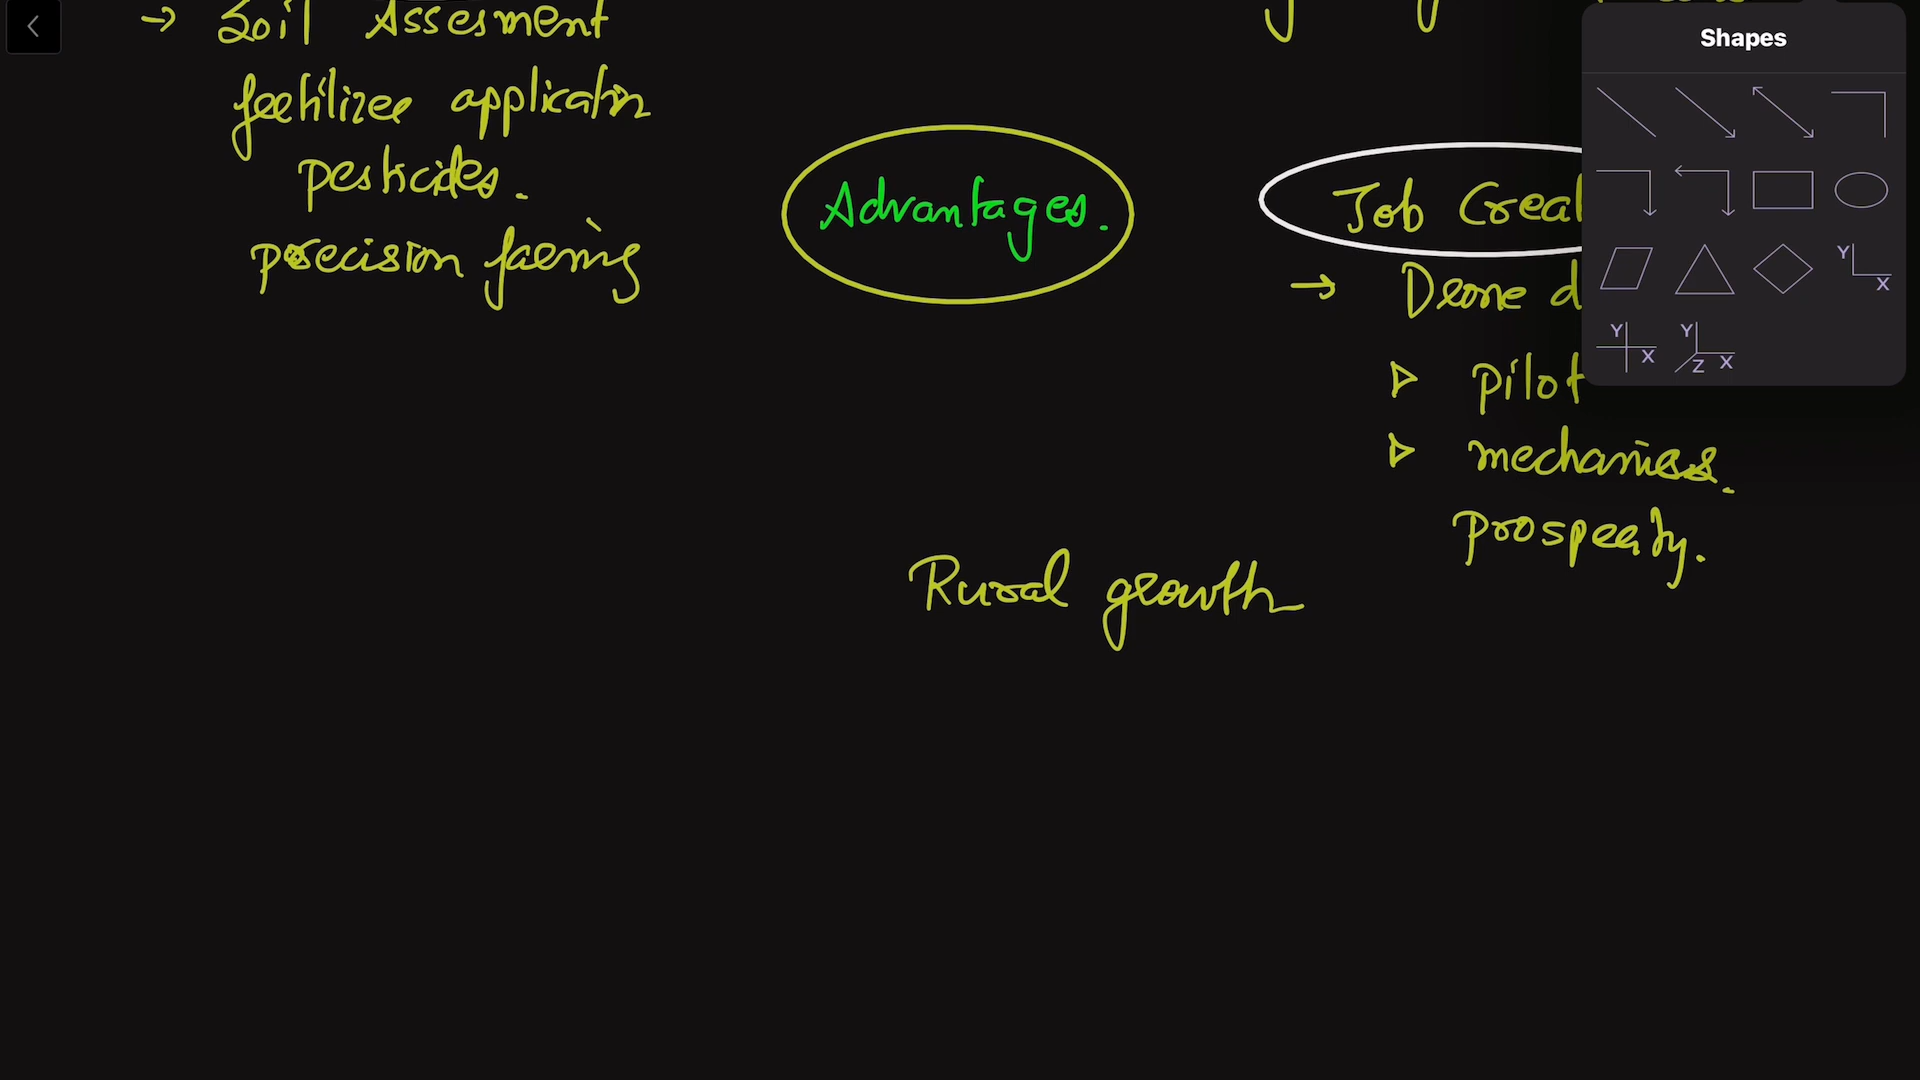 → Soil Assesment
fertilizer application
pesticides.
precision farming
Advantages.
Job Creat
→ Drone d
▷ pilot
▷ mechanics.
prosperity.
Rural growth
Shapes
Y
X
Y
X
Y
Z X